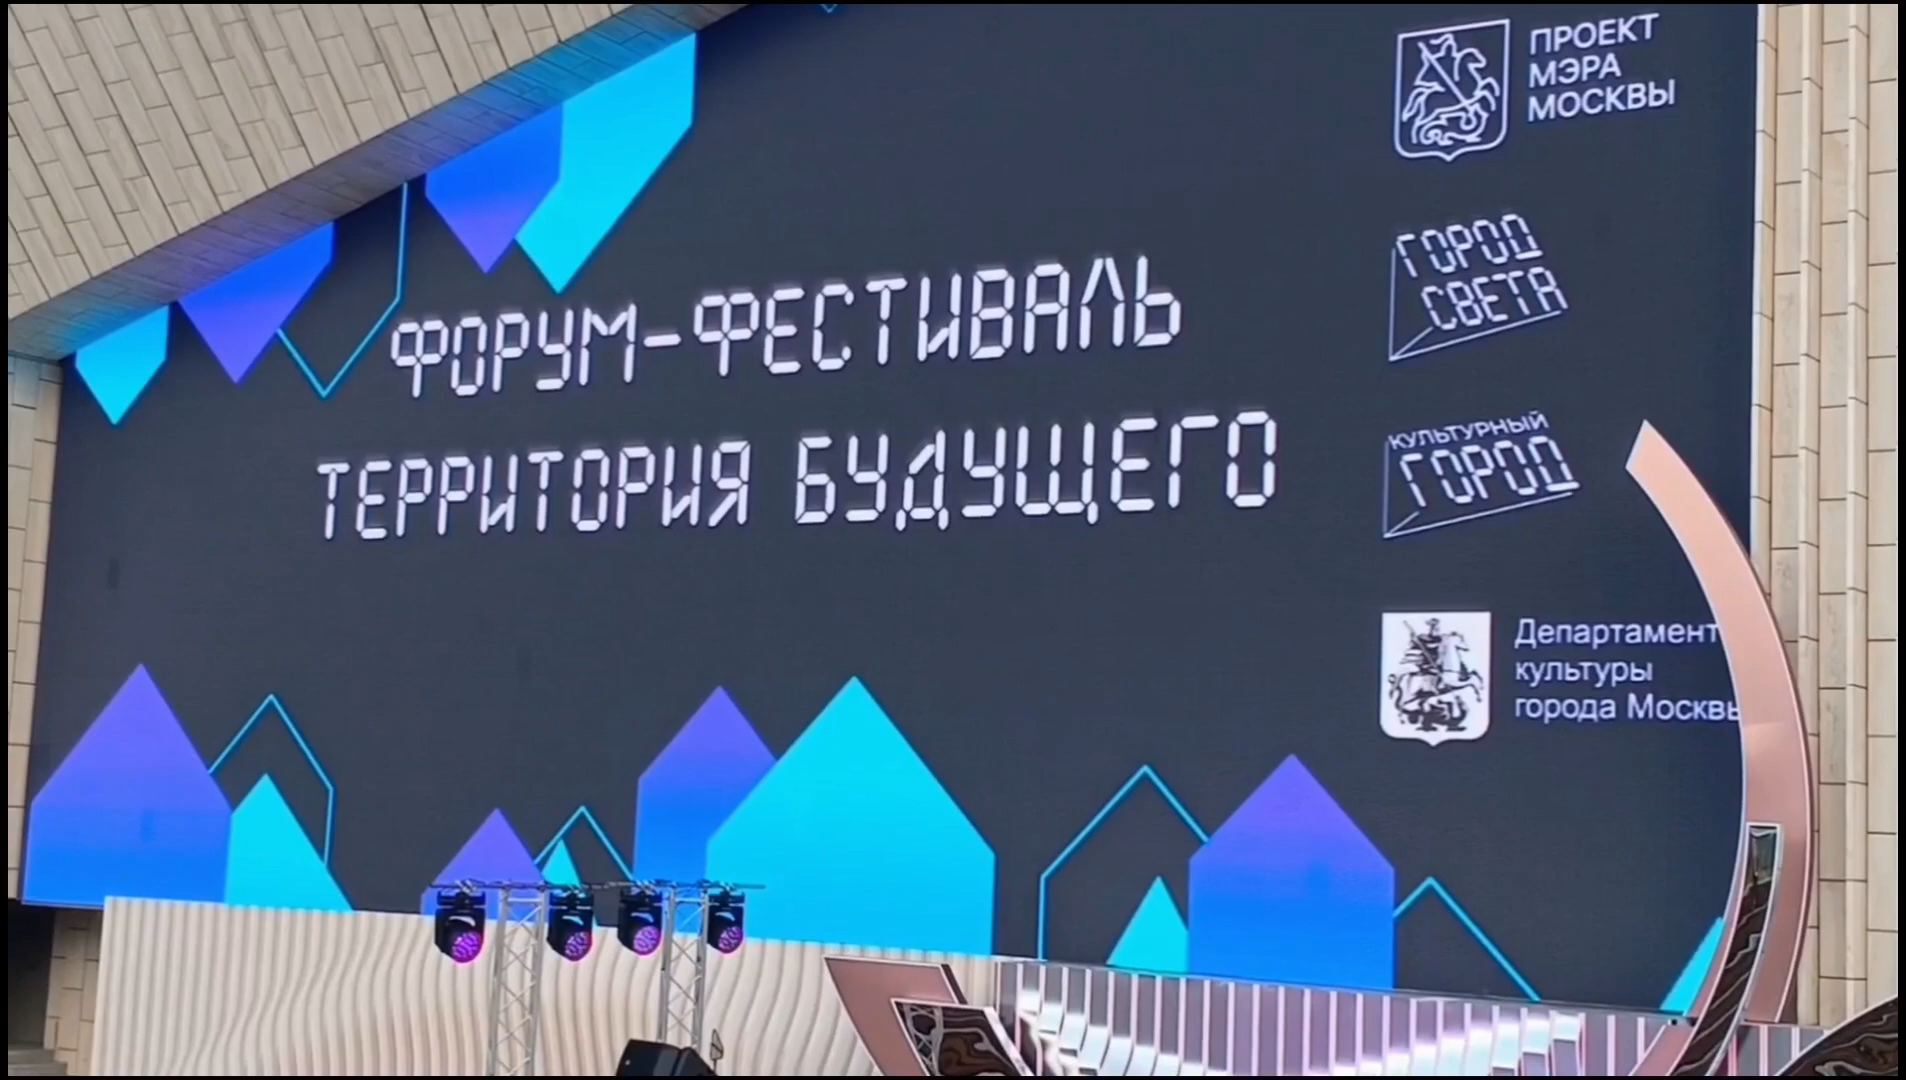 ПРОЕКТ
МЭРА
МОСКВЫ
ГОРОД
СВЕТА
ФОРУМ-ФЕСТИВАЛЬ
ТЕРРИТОРИЯ БУДУЩЕГО
КУЛЬТУРНЫЙ
ГОРОД
Департамент
культуры
города Москвы